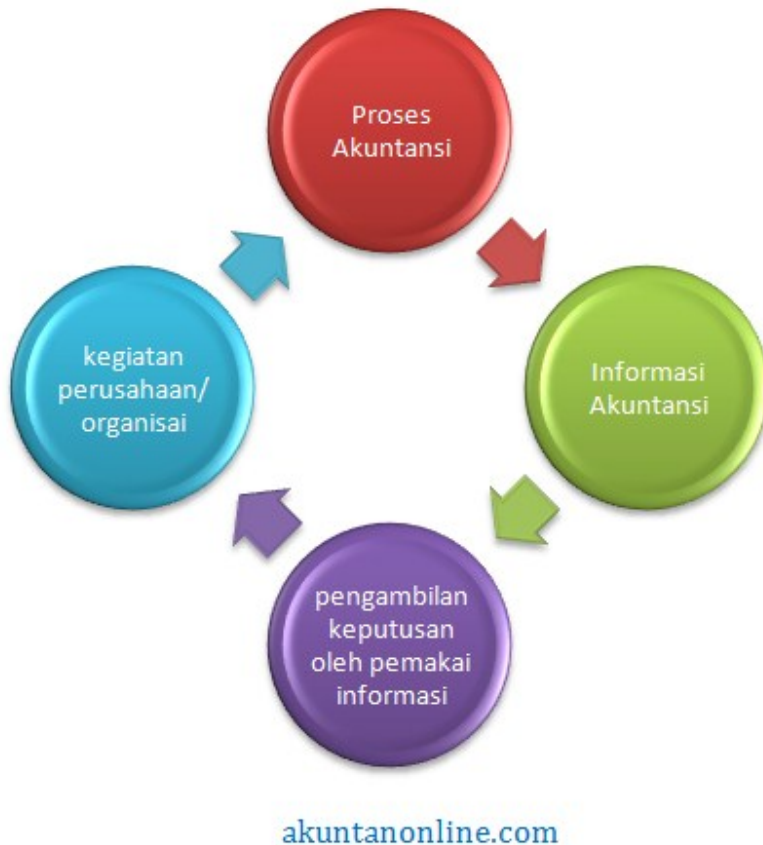 Proses
Akuntansi
Informasi
Akuntansi
pengambilan
keputusan
oleh pemakai
informasi
kegiatan
perusahaan/
organisai
akuntanonline.com